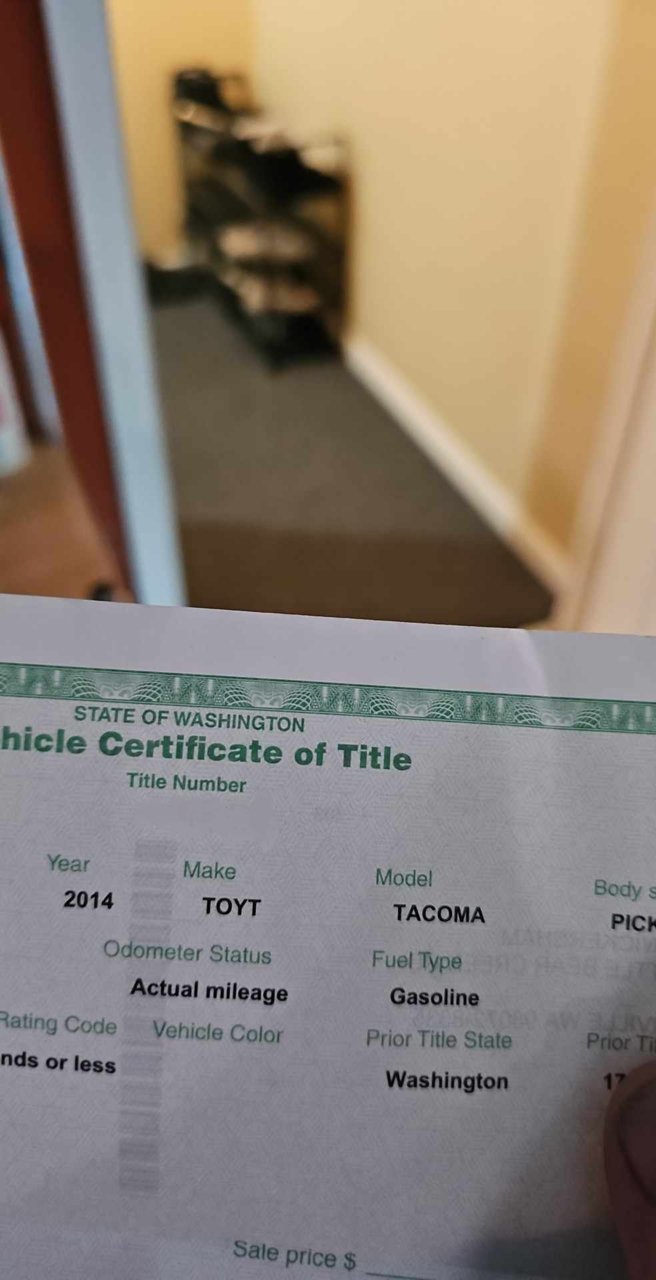 STATE OF WASHINGTON
hicle Certificate of Title
Title Number
Year Make Model Body s
2014 TOYT TACOMA PICK
Odometer Status Fuel Type
Actual mileage Gasoline
Rating Code Vehicle Color Prior Title State Prior Ti
nds or less Washington 17
Sale price $